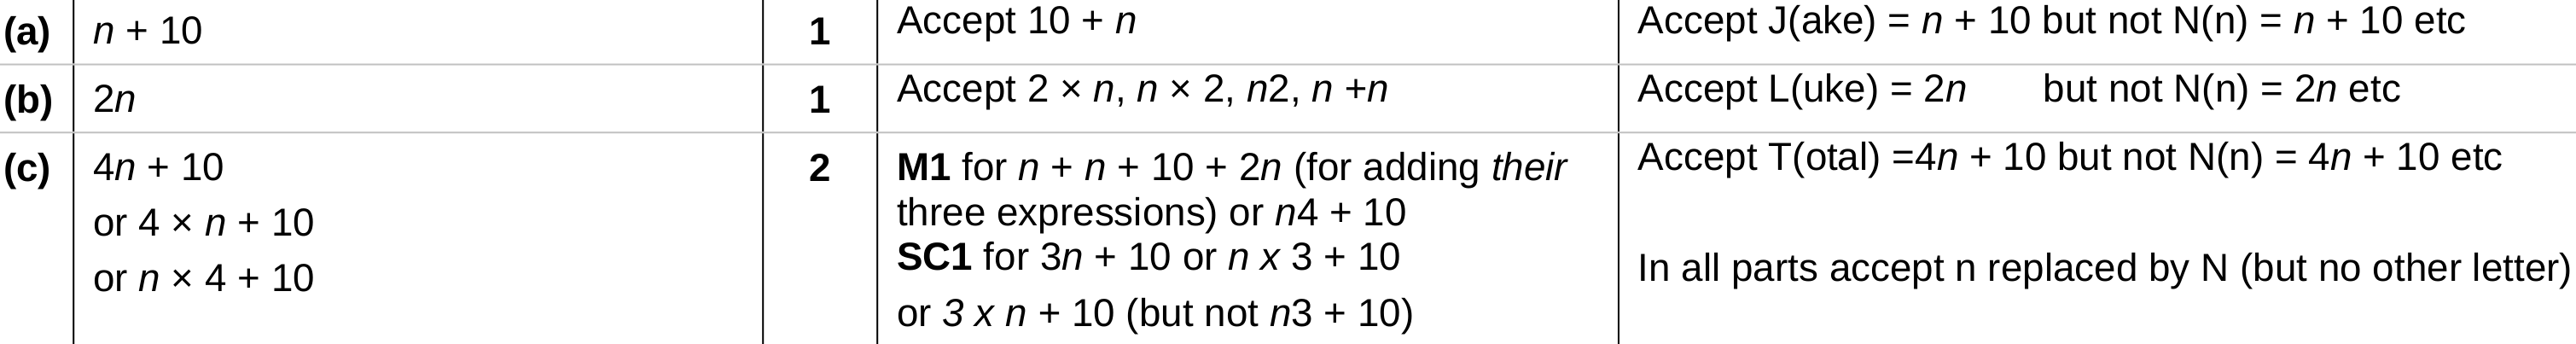 (a) n + 10 1 Accept 10 + n Accept J(ake) = n + 10 but not N(n) = n + 10 etc
(b) 2n 1 Accept 2 × n, n × 2, n2, n +n Accept L(uke) = 2n but not N(n) = 2n etc
(c) 4n + 10 2 M1 for n + n + 10 + 2n (for adding their Accept T(otal) =4n + 10 but not N(n) = 4n + 10 etc
or 4 × n + 10 three expressions) or n4 + 10
SC1 for 3n + 10 or n x 3 + 10 In all parts accept n replaced by N (but no other letter)
or n × 4 + 10
or 3 x n + 10 (but not n3 + 10)